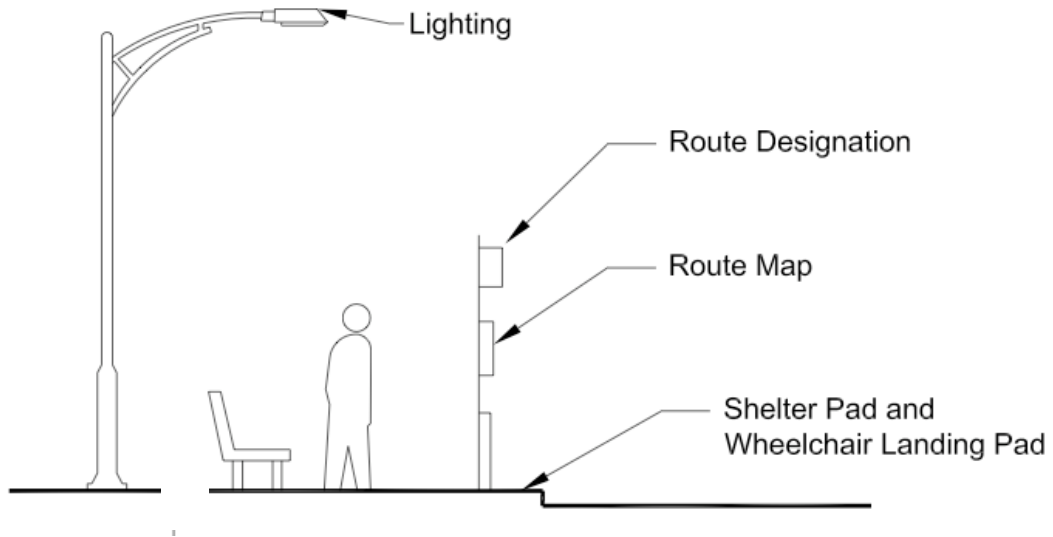 Lighting
Route Designation
Route Map
Shelter Pad and
Wheelchair Landing Pad